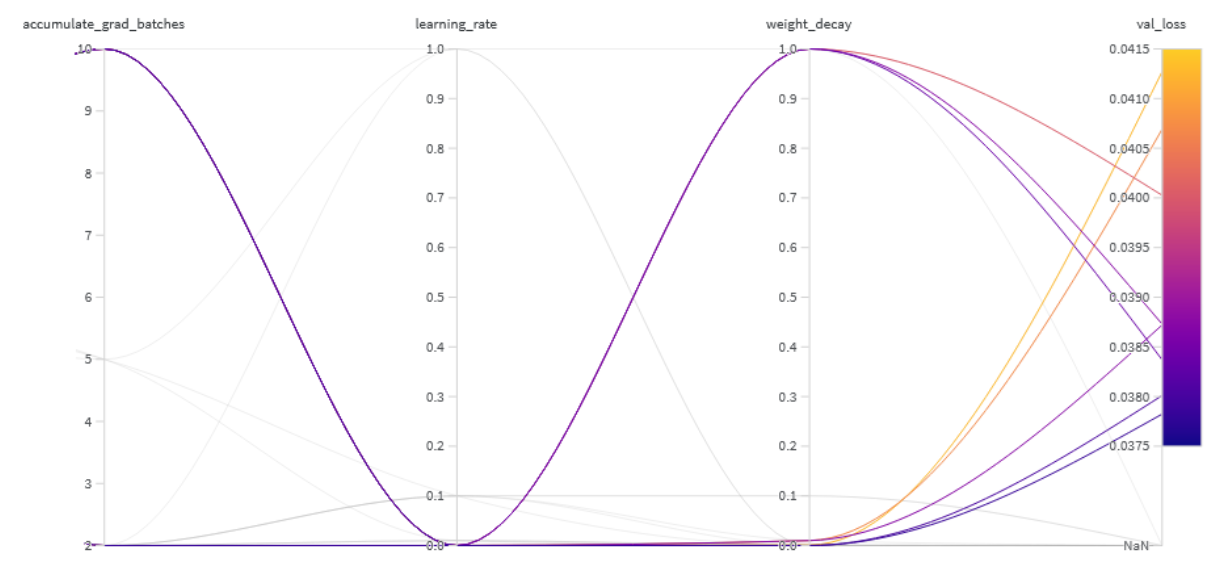 accumulate_grad_batches learning_rate weight_decay val_loss
10 1.0 1.0 0.0415
9 0.9 0.9 0.0410
8 0.8 0.8 0.0405
7 0.7 0.7 0.0400
6 0.6 0.6 0.0395
5 0.5 0.5 0.0390
4 0.4 0.4 0.0385
3 0.3 0.3 0.0380
2 0.2 0.2 0.0375
0.1 0.1
0.0 0.0 NaN